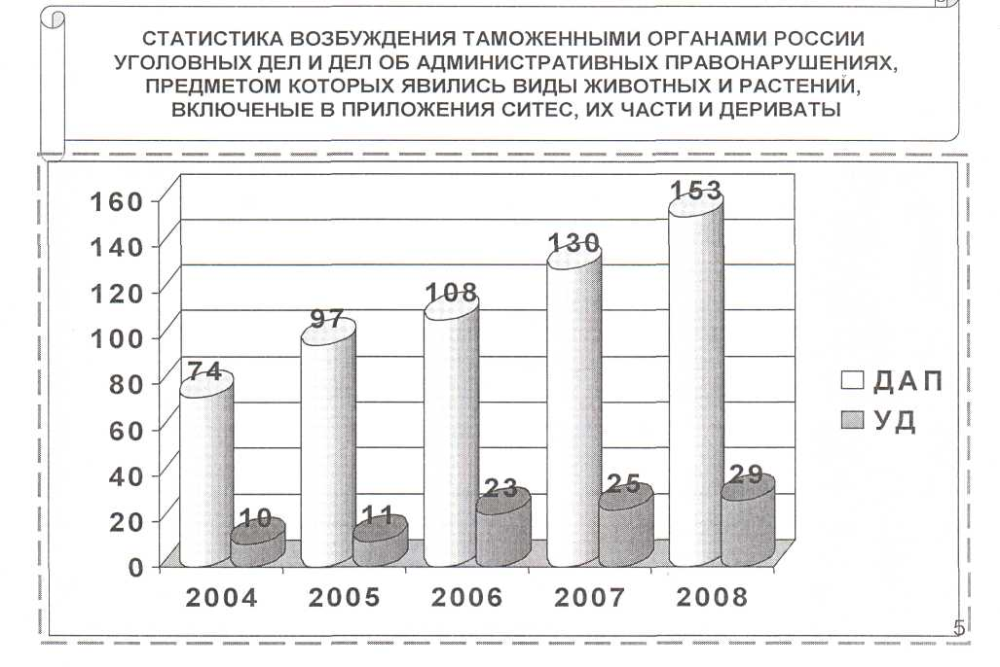 СТАТИСТИКА ВОЗБУЖДЕНИЯ ТАМОЖЕННЫМИ ОРГАНАМИ РОССИИ
УГОЛОВНЫХ ДЕЛ И ДЕЛ ОБ АДМИНИСТРАТИВНЫХ ПРАВОНАРУШЕНИЯХ,
ПРЕДМЕТОМ КОТОРЫХ ЯВИЛИСЬ ВИДЫ ЖИВОТНЫХ И РАСТЕНИЙ,
ВКЛЮЧЕНЫЕ В ПРИЛОЖЕНИЯ СИТЕС, ИХ ЧАСТИ И ДЕРИВАТЫ
160
140
120
100
80
60
40
20
0
74
10
97
11
108
23
130
25
153
29
2004 2005 2006 2007 2008
ДАП
УД
5